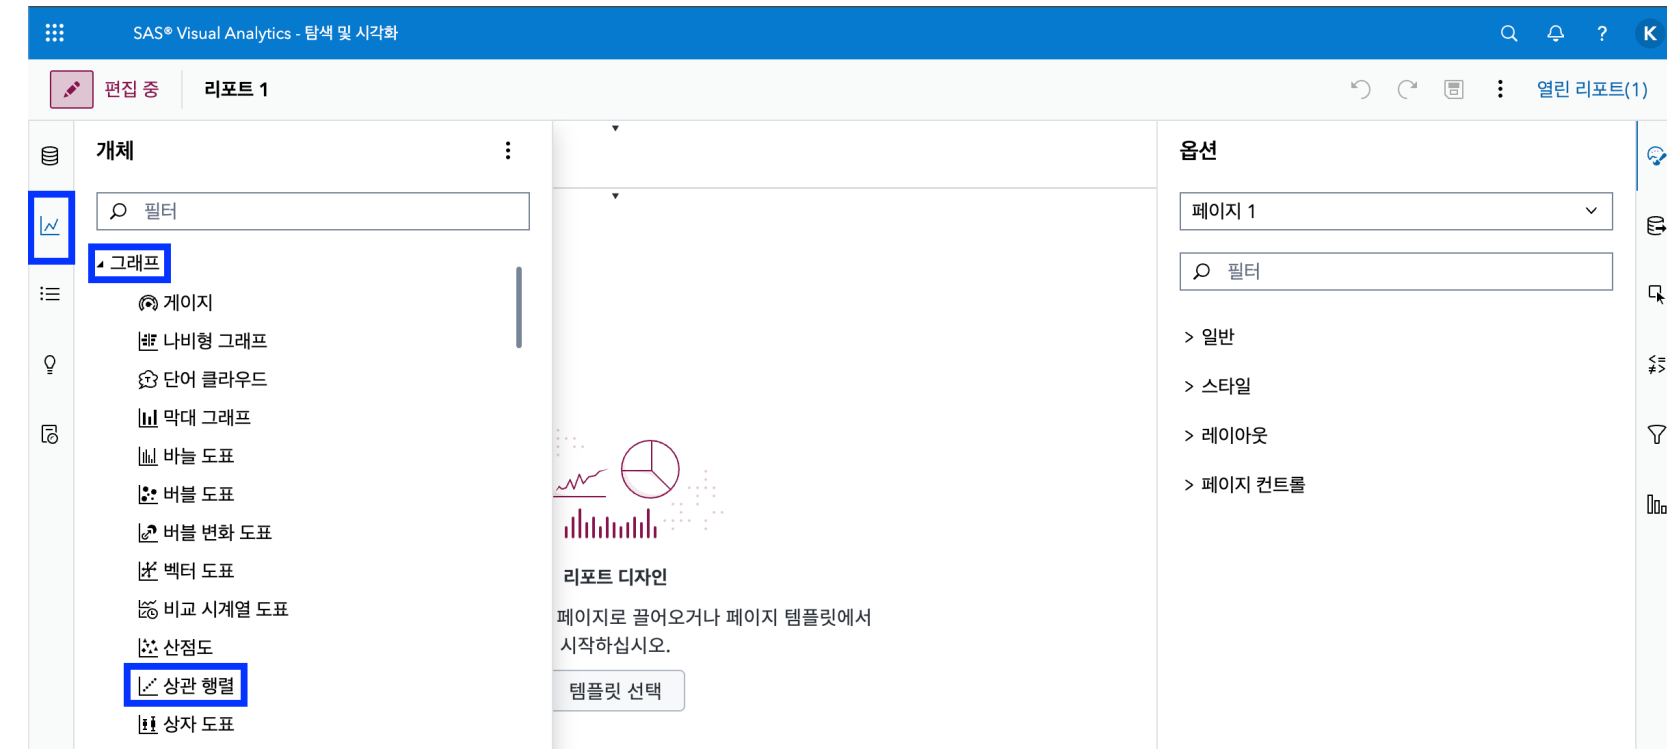 SAS® Visual Analytics - 탐색 및 시각화
?
K
편집 중
리포트 1
열린 리포트(1)
개체
필터
그래프
게이지
나비형 그래프
단어 클라우드
막대 그래프
바늘 도표
버블 도표
버블 변화 도표
벡터 도표
비교 시계열 도표
산점도
상관 행렬
상자 도표
리포트 디자인
페이지로 끌어오거나 페이지 템플릿에서
시작하십시오.
템플릿 선택
옵션
페이지 1
필터
> 일반
> 스타일
> 레이아웃
> 페이지 컨트롤